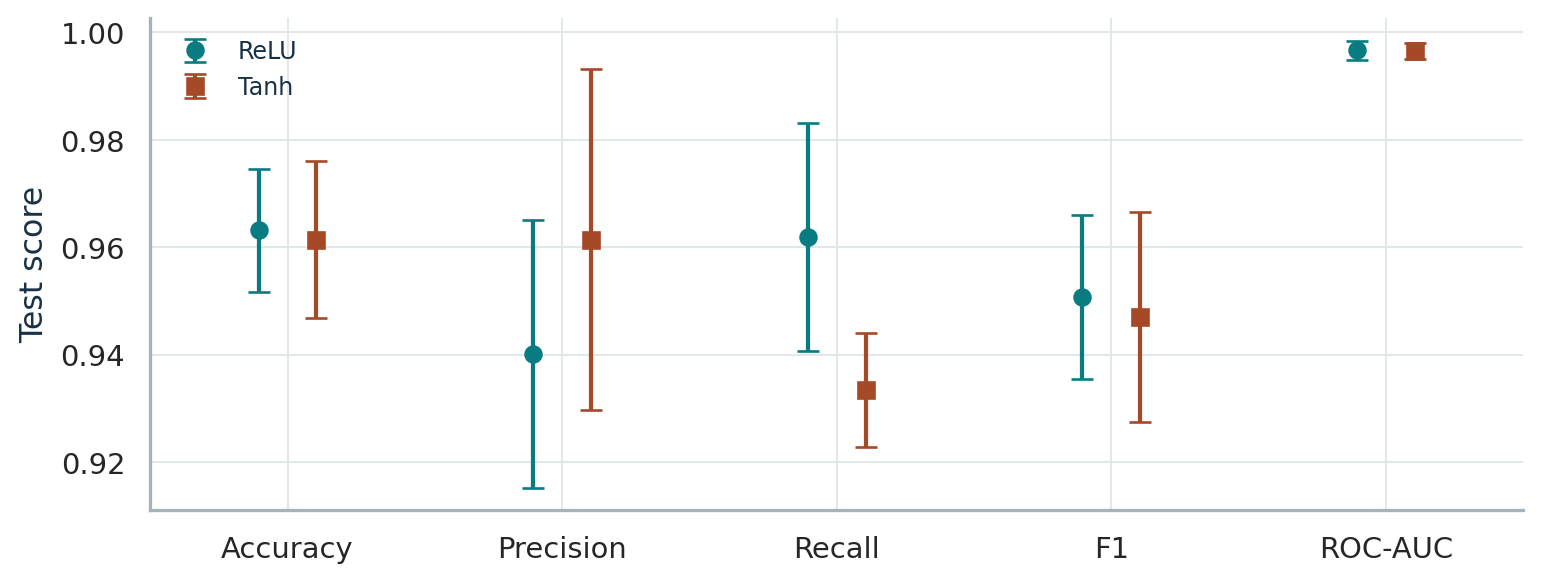 1.00
0.98
0.96
0.94
0.92
Test score
ReLU
Tanh
Accuracy
Precision
Recall
F1
ROC-AUC